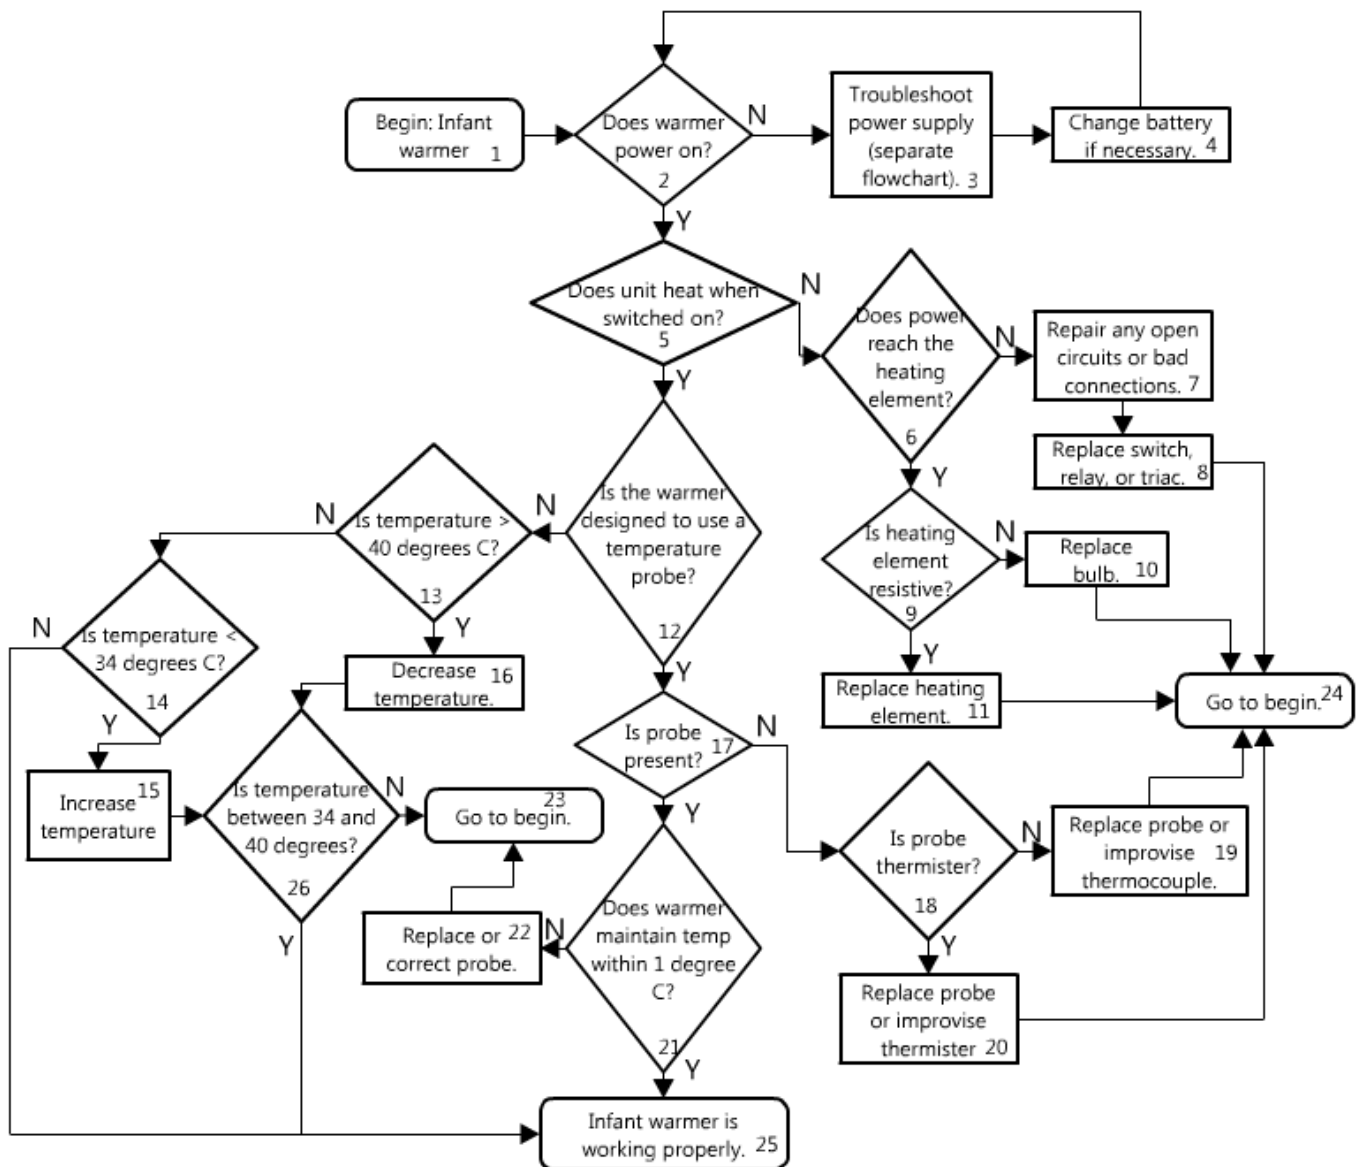 Begin: Infant
warmer 1
Does warmer
power on?
2
N
Troubleshoot
power supply
(separate
flowchart). 3
Change battery
if necessary. 4
Y
Does unit heat when
switched on?
5
N
Does power
reach the
heating
element?
6
N
Repair any open
circuits or bad
connections. 7
Replace switch,
relay, or triac. 8
Y
Y
Is heating
element
resistive?
9
N
Replace
bulb. 10
Y
Replace heating
element. 11
Go to begin. 24
Is the warmer
designed to use a
temperature
probe?
12
N
Is temperature >
40 degrees C?
13
N
Is temperature <
34 degrees C?
14
N
Y
Decrease 16
temperature.
Y
Increase 15
temperature
Is temperature
between 34 and
40 degrees?
26
N
Y
23
Go to begin.
Y
Is probe 17
present?
N
Is probe
thermister?
18
N
Replace probe or
improvise 19
thermocouple.
Y
Replace probe
or improvise
thermister 20
Y
Does warmer
maintain temp
within 1 degree
C?
21
N
Replace or 22
correct probe.
Y
Infant warmer is
working properly. 25